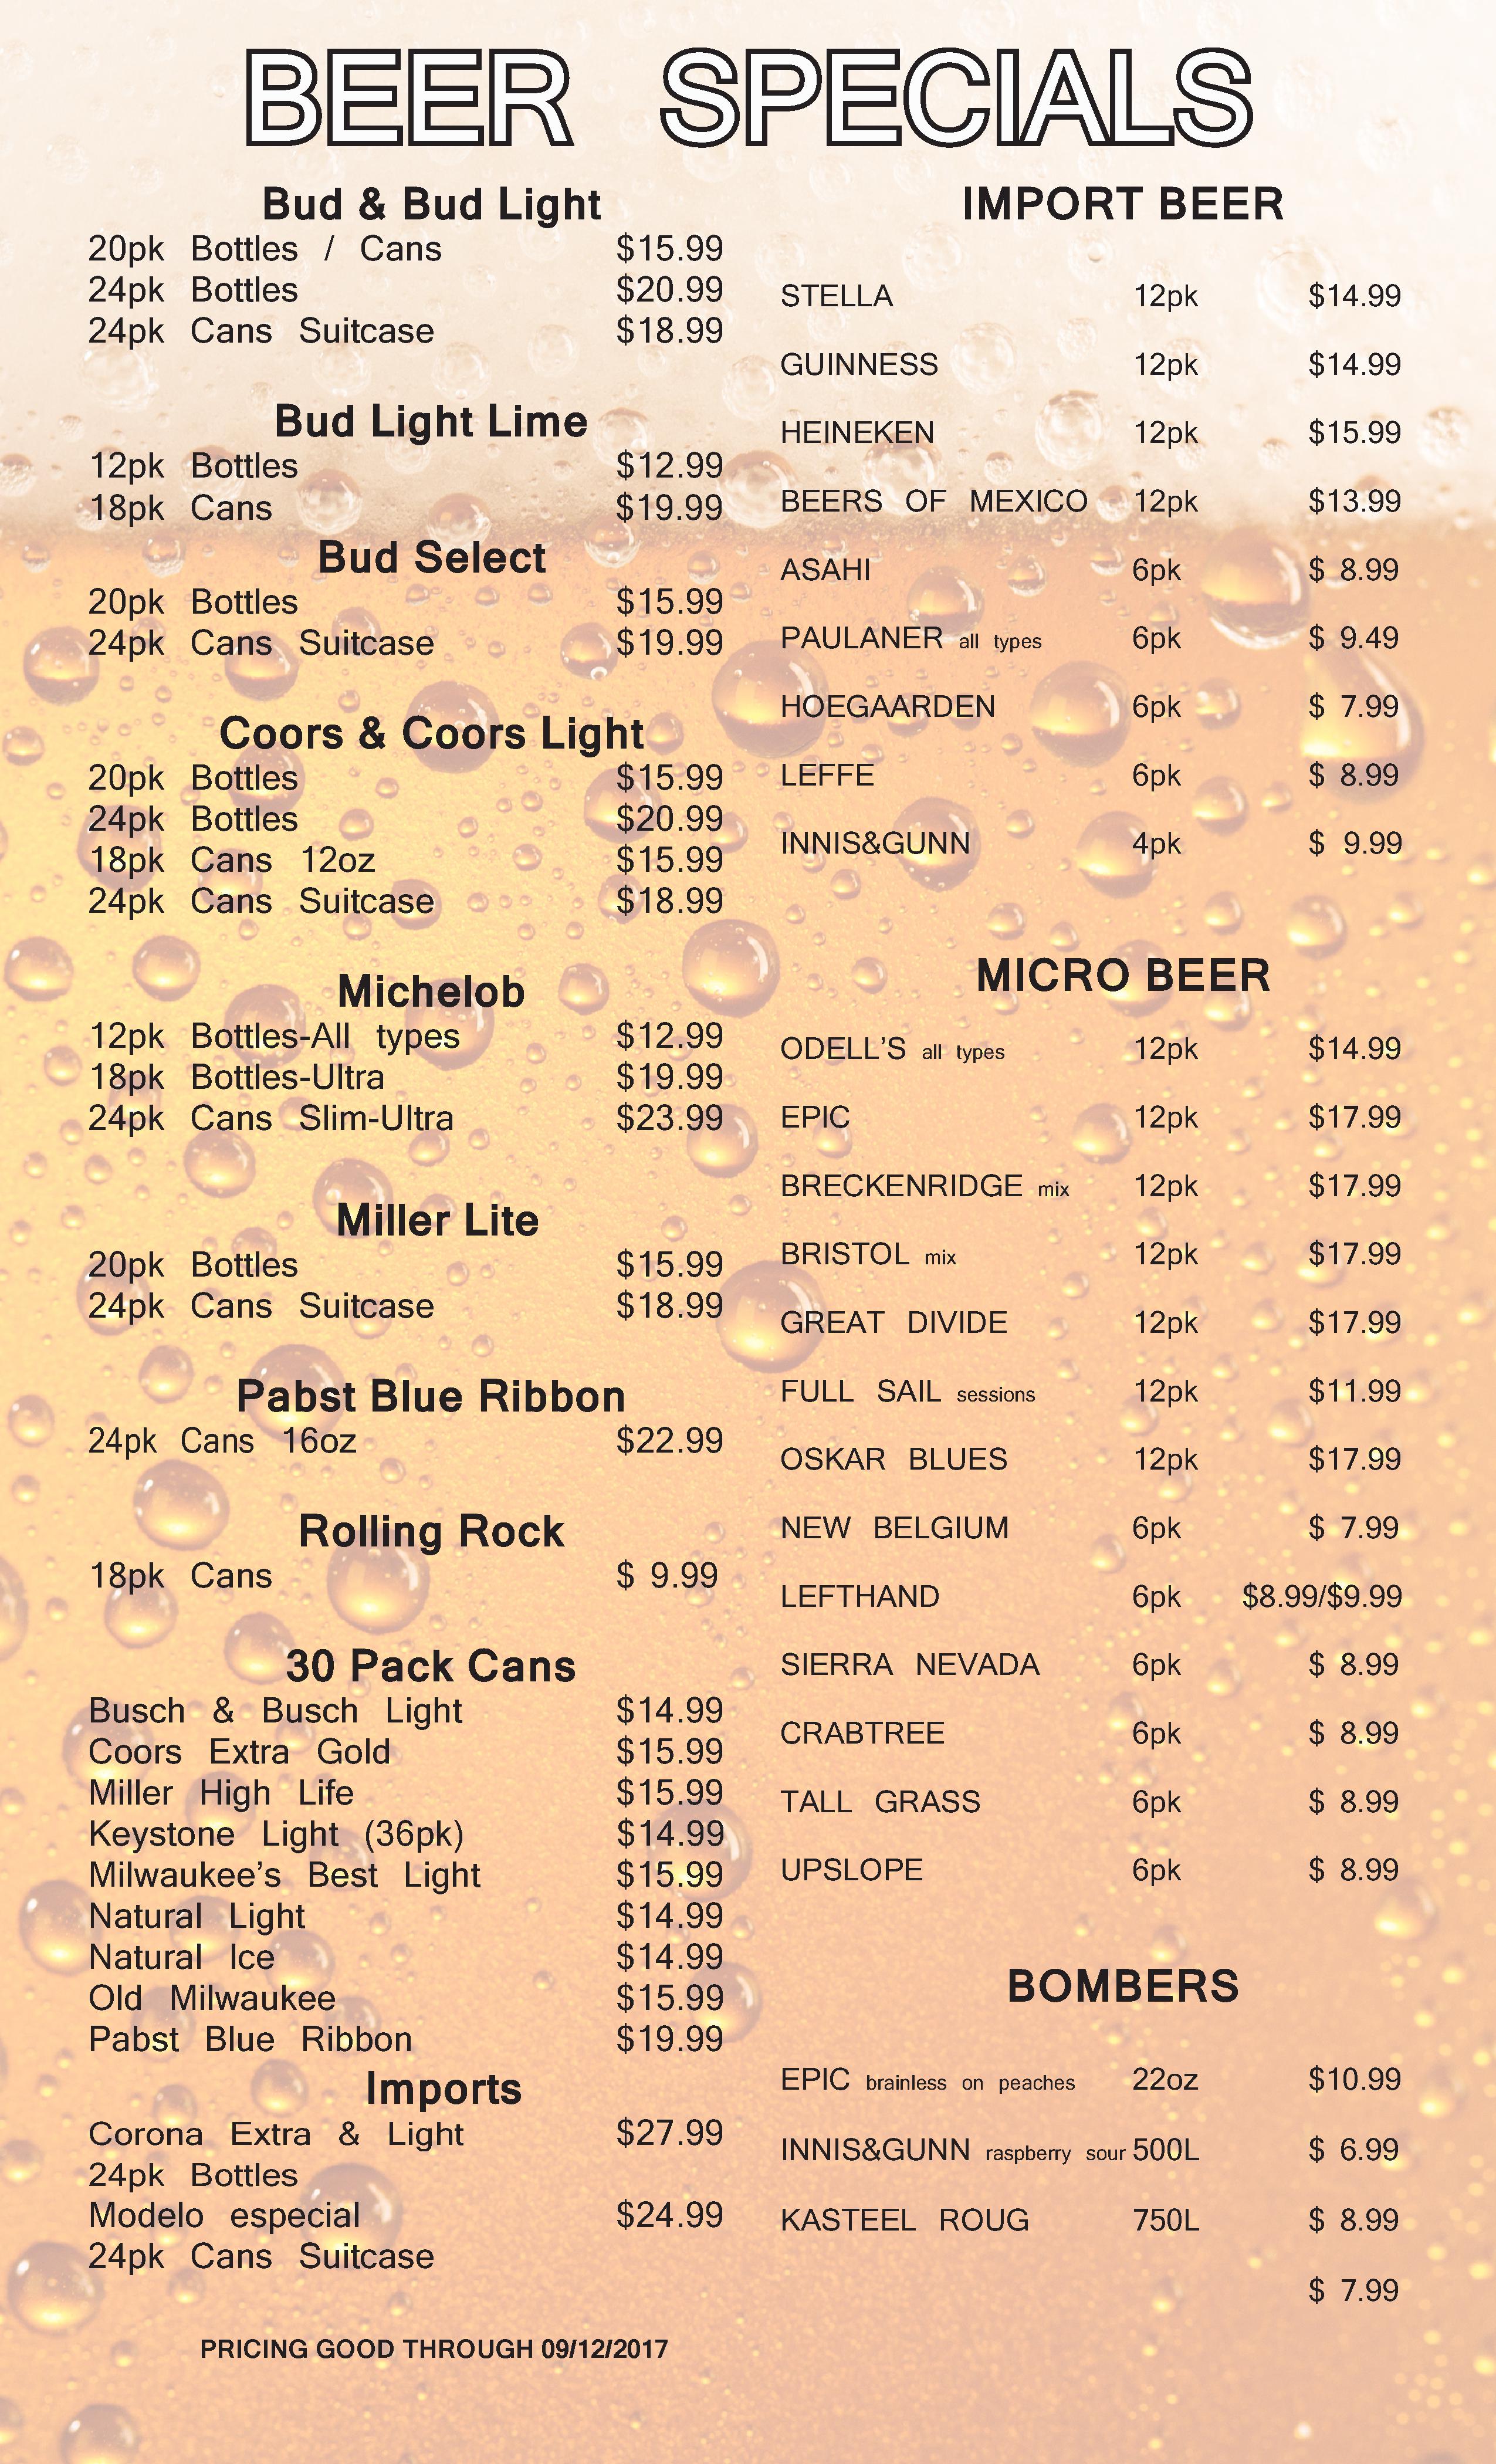 BEER SPECIALS
Bud & Bud Light
20pk Bottles / Cans $15.99
24pk Bottles $20.99
24pk Cans Suitcase $18.99
Bud Light Lime
12pk Bottles $12.99
18pk Cans $19.99
Bud Select
20pk Bottles $15.99
24pk Cans Suitcase $19.99
Coors & Coors Light
20pk Bottles $15.99
24pk Bottles $20.99
18pk Cans 12oz $15.99
24pk Cans Suitcase $18.99
Michelob
12pk Bottles-All types $12.99
18pk Bottles-Ultra $19.99
24pk Cans Slim-Ultra $23.99
Miller Lite
20pk Bottles $15.99
24pk Cans Suitcase $18.99
Pabst Blue Ribbon
24pk Cans 16oz $22.99
Rolling Rock
18pk Cans $ 9.99
30 Pack Cans
Busch & Busch Light $14.99
Coors Extra Gold $15.99
Miller High Life $15.99
Keystone Light (36pk) $14.99
Milwaukee’s Best Light $15.99
Natural Light $14.99
Natural Ice $14.99
Old Milwaukee $15.99
Pabst Blue Ribbon $19.99
Imports
Corona Extra & Light $27.99
24pk Bottles
Modelo especial $24.99
24pk Cans Suitcase
PRICING GOOD THROUGH 09/12/2017
IMPORT BEER
STELLA 12pk $14.99
GUINNESS 12pk $14.99
HEINEKEN 12pk $15.99
BEERS OF MEXICO 12pk $13.99
ASAHI 6pk $ 8.99
PAULANER all types 6pk $ 9.49
HOEGAARDEN 6pk $ 7.99
LEFFE 6pk $ 8.99
INNIS&GUNN 4pk $ 9.99
MICRO BEER
ODELL’S all types 12pk $14.99
EPIC 12pk $17.99
BRECKENRIDGE mix 12pk $17.99
BRISTOL mix 12pk $17.99
GREAT DIVIDE 12pk $17.99
FULL SAIL sessions 12pk $11.99
OSKAR BLUES 12pk $17.99
NEW BELGIUM 6pk $ 7.99
LEFTHAND 6pk $8.99/$9.99
SIERRA NEVADA 6pk $ 8.99
CRABTREE 6pk $ 8.99
TALL GRASS 6pk $ 8.99
UPSLOPE 6pk $ 8.99
BOMBERS
EPIC brainless on peaches 22oz $10.99
INNIS&GUNN raspberry sour 500L $ 6.99
KASTEEL ROUG 750L $ 8.99
$ 7.99